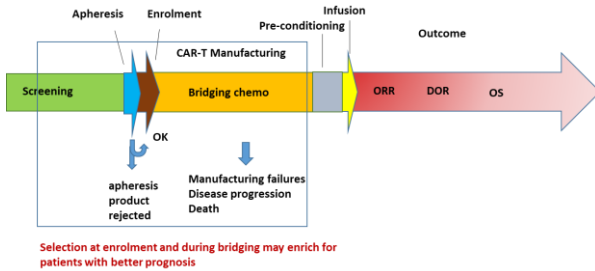 Apheresis
Enrolment
Pre-conditioning
Infusion
Outcome
CAR-T Manufacturing
Screening
Bridging chemo
ORR
DOR
OS
OK
apheresis
product
rejected
Manufacturing failures
Disease progression
Death
Selection at enrolment and during bridging may enrich for
patients with better prognosis